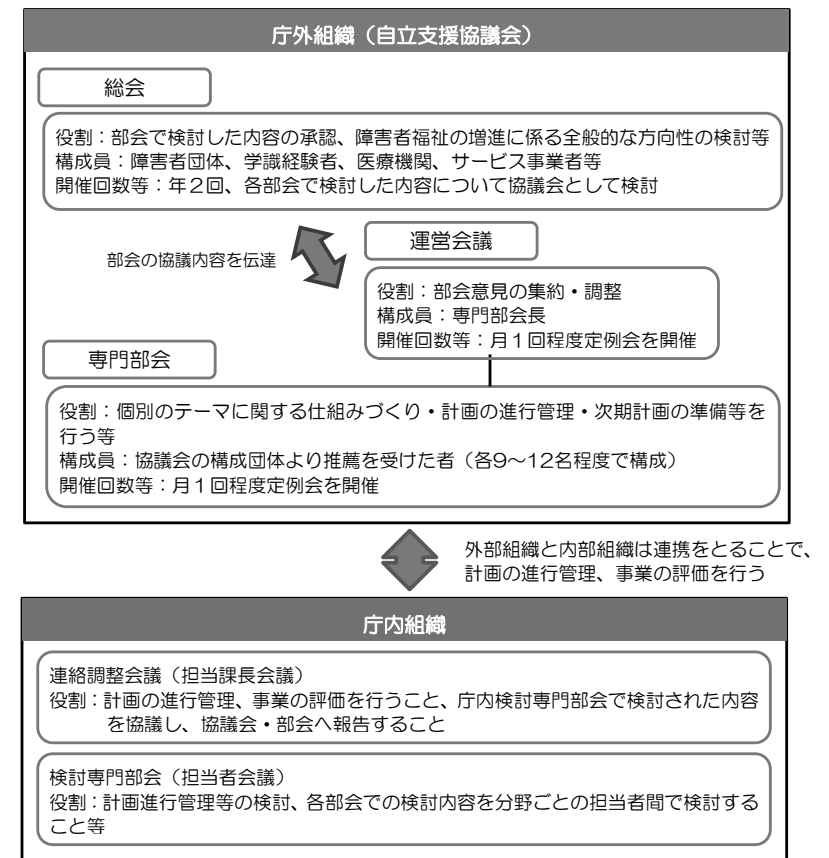 庁外組織（自立支援協議会）
総会
役割：部会で検討した内容の承認、障害者福祉の増進に係る全般的な方向性の検討等
構成員：障害者団体、学識経験者、医療機関、サービス事業者等
開催回数等：年２回、各部会で検討した内容について協議会として検討
部会の協議内容を伝達
運営会議
役割：部会意見の集約・調整
構成員：専門部会長
開催回数等：月１回程度定例会を開催
専門部会
役割：個別のテーマに関する仕組みづくり・計画の進行管理・次期計画の準備等を
行う等
構成員：協議会の構成団体より推薦を受けた者（各9～12名程度で構成）
開催回数等：月１回程度定例会を開催
外部組織と内部組織は連携をとることで、
計画の進行管理、事業の評価を行う
庁内組織
連絡調整会議（担当課長会議）
役割：計画の進行管理、事業の評価を行うこと、庁内検討専門部会で検討された内容
を協議し、協議会・部会へ報告すること
検討専門部会（担当者会議）
役割：計画進行管理等の検討、各部会での検討内容を分野ごとの担当者間で検討する
こと等